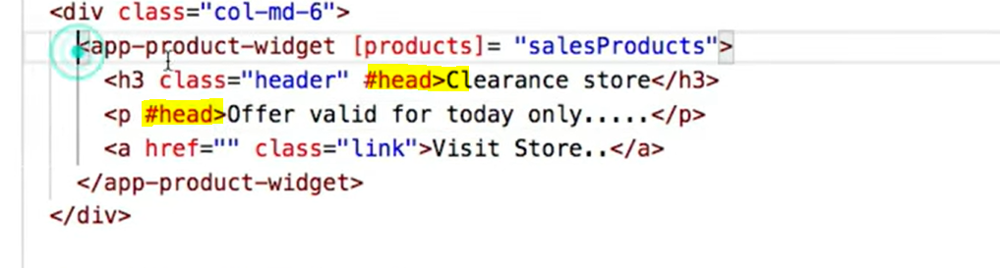 <div class="col-md-6">
<app-product-widget [products]= "salesProducts">
<h3 class="header" #head>Clearance store</h3>
<p #head>Offer valid for today only.....</p>
<a href="" class="link">Visit Store..</a>
</app-product-widget>
</div>